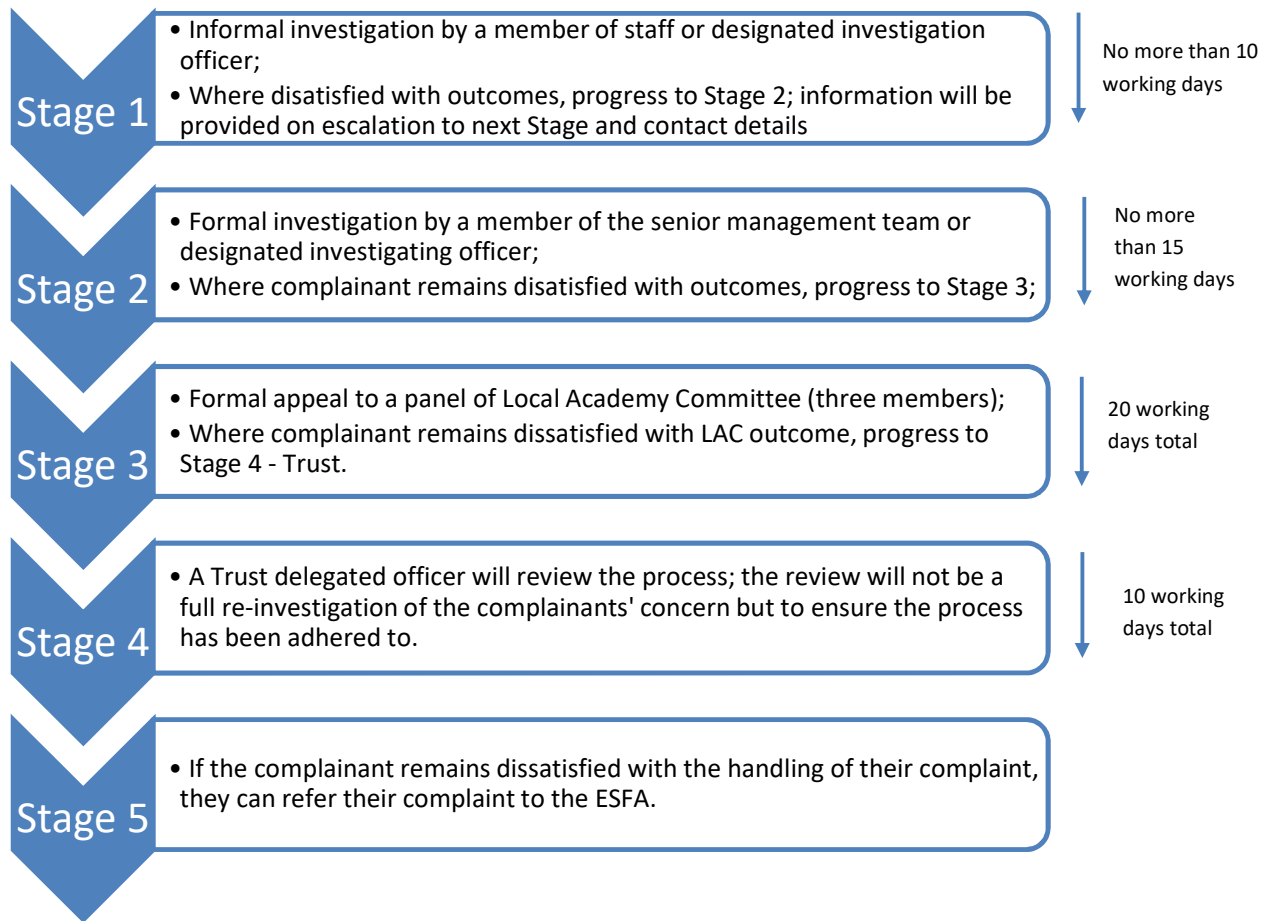 • Informal investigation by a member of staff or designated investigation
officer;
• Where disatisfied with outcomes, progress to Stage 2; information will be
provided on escalation to next Stage and contact details
Stage 1
No more than 10
working days
• Formal investigation by a member of the senior management team or
designated investigating officer;
• Where complainant remains disatisfied with outcomes, progress to Stage 3;
Stage 2
No more
than 15
working days
• Formal appeal to a panel of Local Academy Committee (three members);
• Where complainant remains dissatisfied with LAC outcome, progress to
Stage 4 - Trust.
Stage 3
20 working
days total
• A Trust delegated officer will review the process; the review will not be a
full re-investigation of the complainants' concern but to ensure the process
has been adhered to.
Stage 4
10 working
days total
• If the complainant remains dissatisfied with the handling of their complaint,
they can refer their complaint to the ESFA.
Stage 5